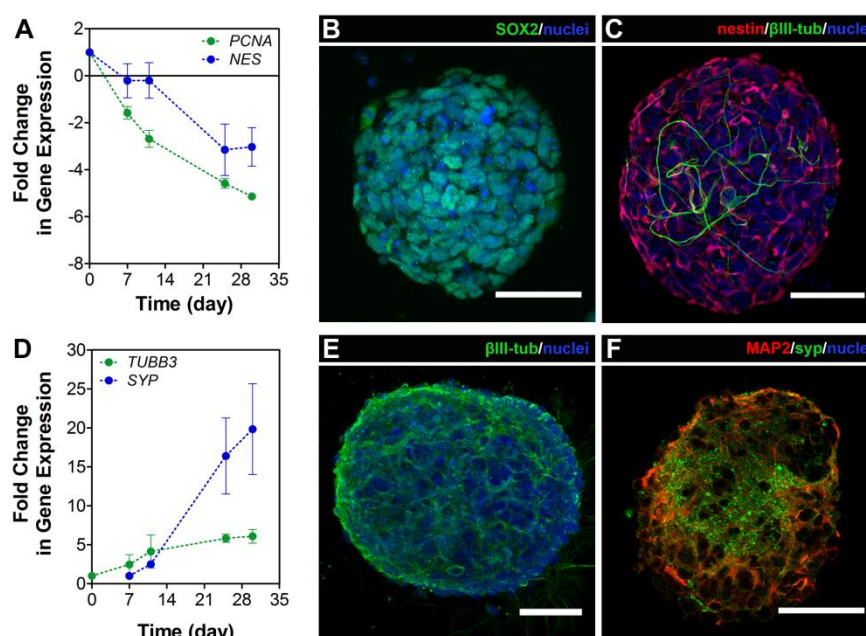 A
PCNA
NES
Fold Change
in Gene Expression
2
0
-2
-4
-6
-8
0 7 14 21 28 35
Time (day)
B
SOX2/nuclei
C
nestin/βIII-tub/nuclei
D
TUBB3
SYP
Fold Change
in Gene Expression
30
25
20
15
10
5
0
0 7 14 21 28 35
Time (day)
E
βIII-tub/nuclei
F
MAP2/syp/nuclei